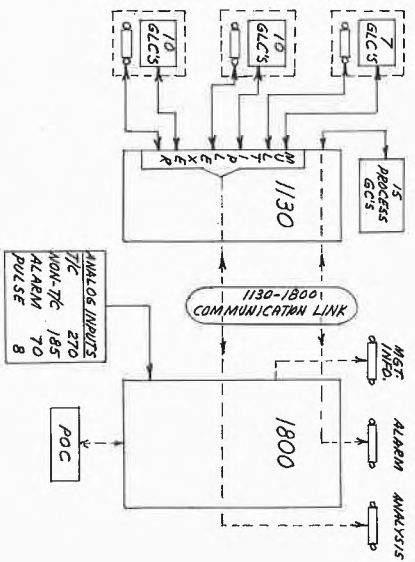 10
GLC'S
10
GLC'S
7
GLC'S
MULTIPLEXER
1130
15
PROCESS
GC'S
1130-1800
COMMUNICATION LINK
ANALOG INPUTS
T/C 270
NON-T/C 185
ALARM 70
PULSE 8
1800
POC
MGT.
INFO.
ALARM
ANALYSIS